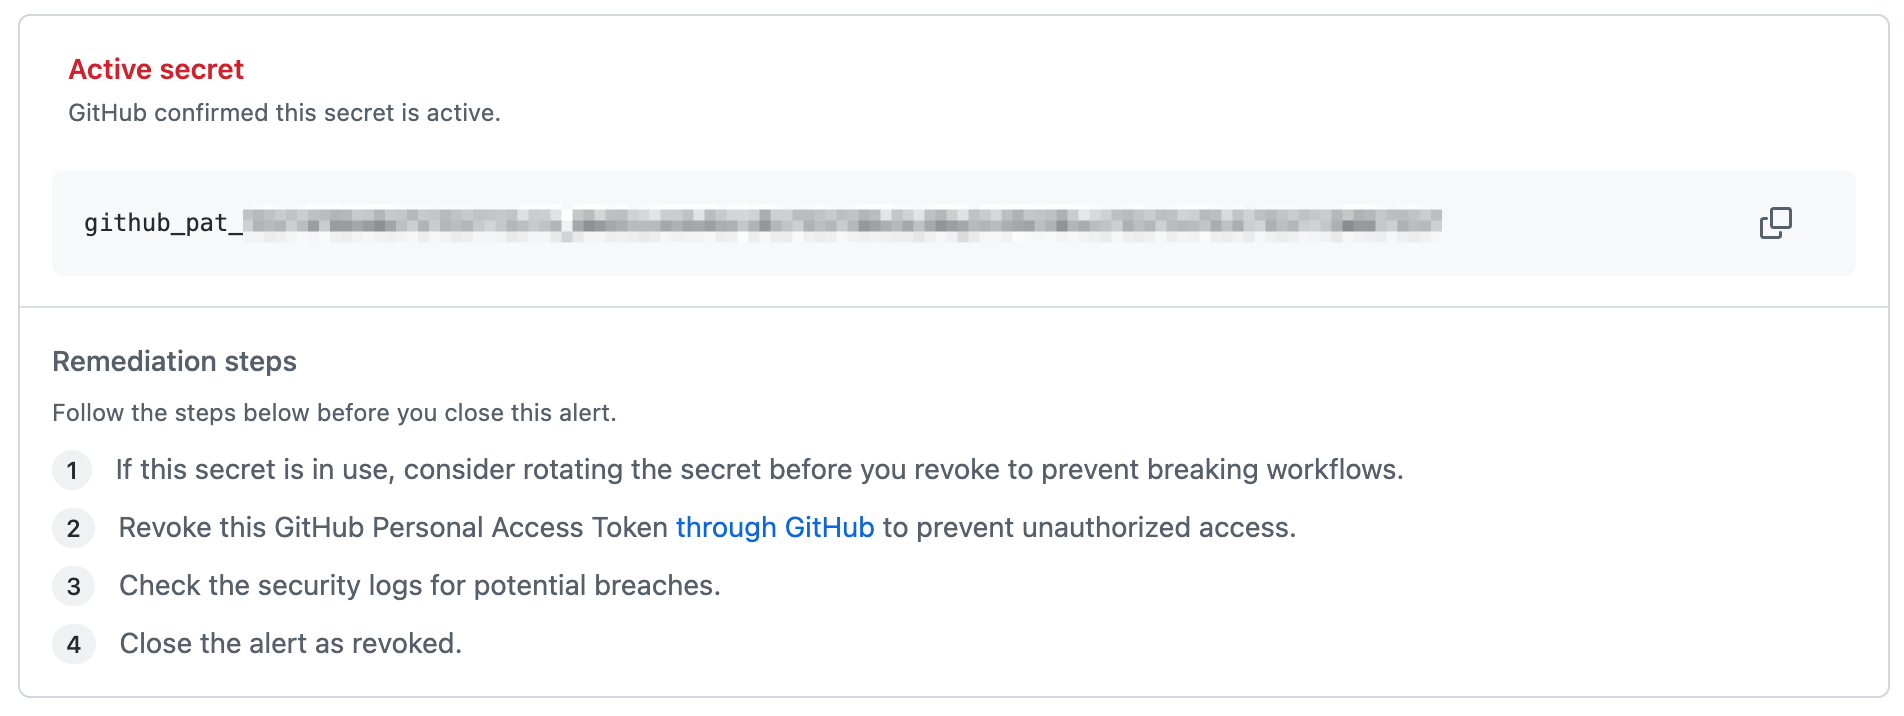 Active secret
GitHub confirmed this secret is active.
github_pat_
Remediation steps
Follow the steps below before you close this alert.
1 If this secret is in use, consider rotating the secret before you revoke to prevent breaking workflows.
2 Revoke this GitHub Personal Access Token through GitHub to prevent unauthorized access.
3 Check the security logs for potential breaches.
4 Close the alert as revoked.